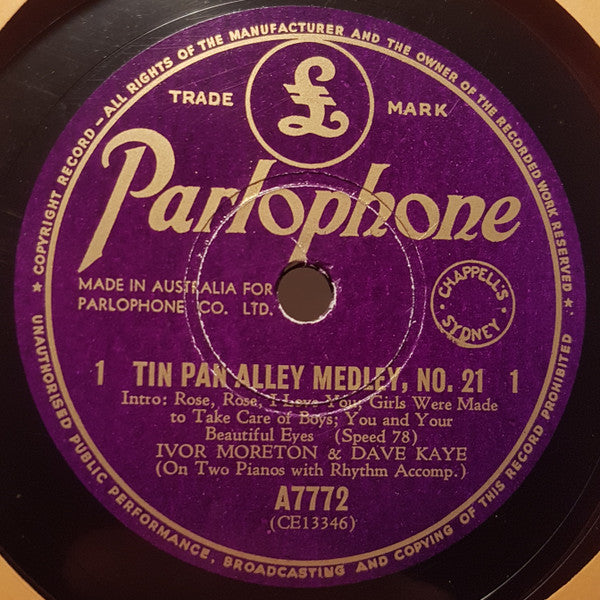 COPYRIGHT RECORD — ALL RIGHTS OF THE MANUFACTURER AND THE OWNER OF THE RECORDED WORK RESERVED
£
TRADE MARK
Parlophone
MADE IN AUSTRALIA FOR
PARLOPHONE CO. LTD.
CHAPPELL'S
SYDNEY
1 TIN PAN ALLEY MEDLEY, NO. 21 1
Intro: Rose, Rose, I Love You; Girls Were Made
to Take Care of Boys; You and Your
Beautiful Eyes (Speed 78)
IVOR MORETON & DAVE KAYE
(On Two Pianos with Rhythm Accomp.)
A7772
(CE13346)
UNAUTHORISED PUBLIC PERFORMANCE, BROADCASTING AND COPYING OF THIS RECORD PROHIBITED